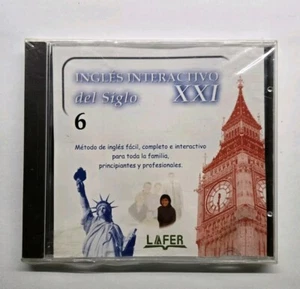 INGLÉS INTERACTIVO
del Siglo XXI
6
Método de inglés fácil, completo e interactivo
para toda la familia,
principiantes y profesionales.
LAFER